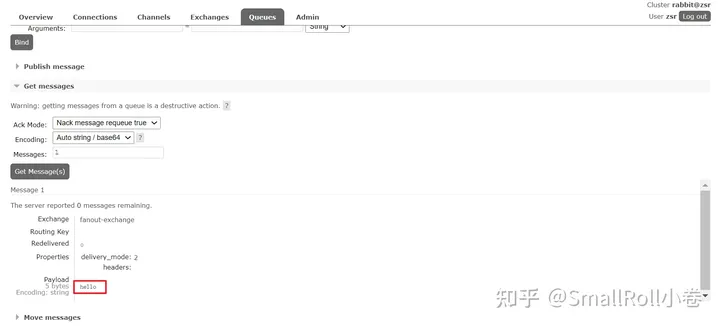 Cluster rabbit@zsr
Overview Connections Channels Exchanges Queues Admin
User zsr Log out
Arguments: = String
Bind
Publish message
Get messages
Warning: getting messages from a queue is a destructive action. ?
Ack Mode: Nack message requeue true
Encoding: Auto string / base64 ?
Messages: 1
Get Message(s)
Message 1
The server reported 0 messages remaining.
Exchange fanout-exchange
Routing Key
Redelivered ○
Properties delivery_mode: 2
headers:
Payload
5 bytes
Encoding: string
hello
知乎 @SmallRoll小卷
Move messages